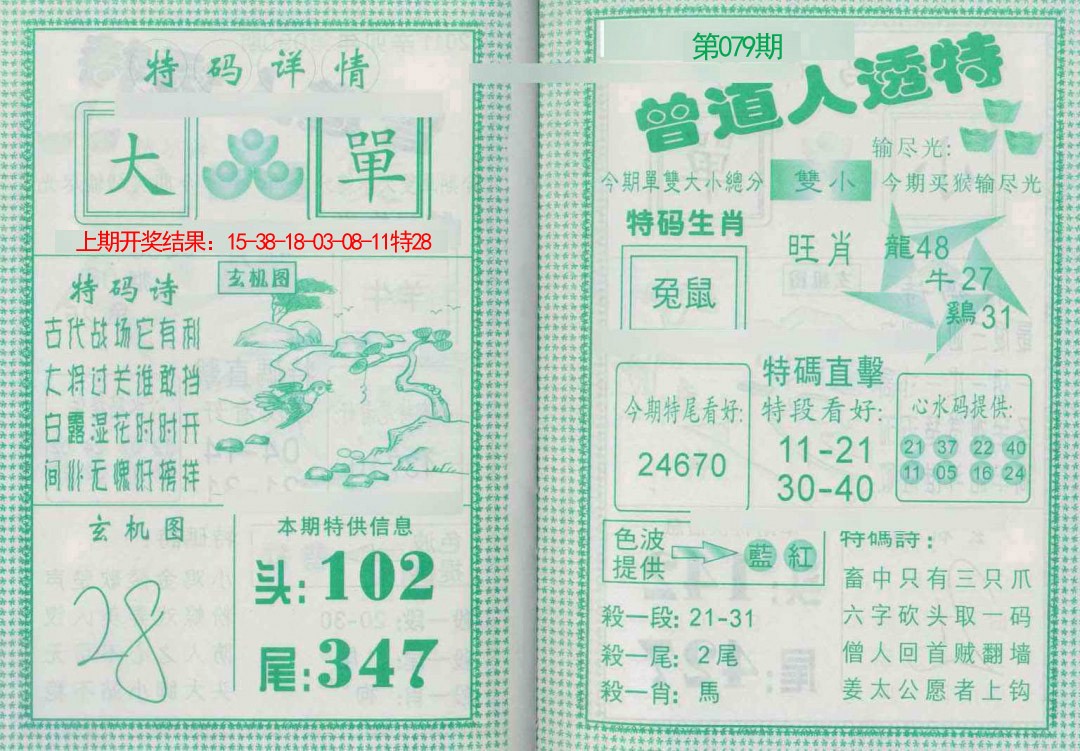 特码详情
大 單
上期开奖结果：15-38-18-03-08-11特28
特码诗
古代战场它有利
大将过关谁敢挡
白露湿花时时开
问心无愧好榜样
玄机图
玄机图
28
本期特供信息
头:102
尾:347
第079期
曾道人透特
输尽光:
今期單雙大小總分 雙小 今期买猴输尽光
特码生肖
兔鼠
旺肖
龍48
牛27
鷄31
今期特尾看好:
24670
特碼直擊
特段看好:
11-21
30-40
心水码提供:
21 37 22 40
11 05 16 24
色波
提供
藍 紅
殺一段: 21-31
殺一尾: 2尾
殺一肖: 馬
特碼詩:
畜中只有三只爪
六字砍头取一码
僧人回首贼翻墙
姜太公愿者上钩